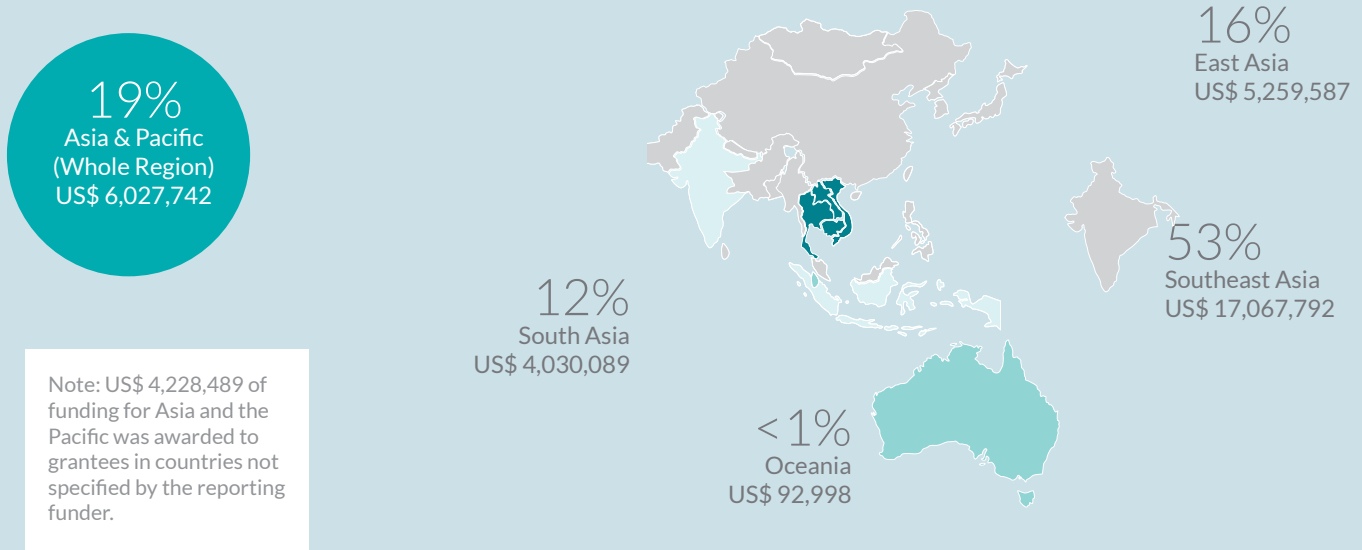 19%
Asia & Pacific
(Whole Region)
US$ 6,027,742
16%
East Asia
US$ 5,259,587
53%
Southeast Asia
US$ 17,067,792
12%
South Asia
US$ 4,030,089
< 1%
Oceania
US$ 92,998
Note: US$ 4,228,489 of
funding for Asia and the
Pacific was awarded to
grantees in countries not
specified by the reporting
funder.